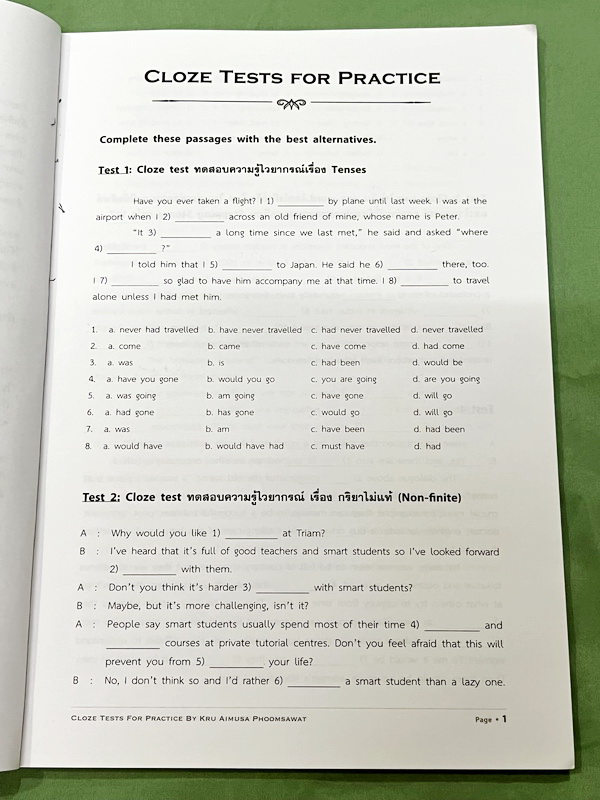 CLOZE TESTS FOR PRACTICE
Complete these passages with the best alternatives.
Test 1: Cloze test ทดสอบความรู้ไวยากรณ์เรื่อง Tenses
Have you ever taken a flight? I 1) __________ by plane until last week. I was at the
airport when I 2) __________ across an old friend of mine, whose name is Peter.
"It 3) __________ a long time since we last met," he said and asked "where
4) __________ ?"
I told him that I 5) __________ to Japan. He said he 6) __________ there, too.
I 7) __________ so glad to have him accompany me at that time. I 8) __________ to travel
alone unless I had met him.
1. a. never had travelled b. have never travelled c. had never travelled d. never travelled
2. a. come b. came c. have come d. had come
3. a. was b. is c. had been d. would be
4. a. have you gone b. would you go c. you are going d. are you going
5. a. was going b. am going c. have gone d. will go
6. a. had gone b. has gone c. would go d. will go
7. a. was b. am c. have been d. had been
8. a. would have b. would have had c. must have d. had
Test 2: Cloze test ทดสอบความรู้ไวยากรณ์ เรื่อง กริยาไม่แท้ (Non-finite)
A : Why would you like 1) __________ at Triam?
B : I've heard that it's full of good teachers and smart students so I've looked forward
2) __________ with them.
A : Don't you think it's harder 3) __________ with smart students?
B : Maybe, but it's more challenging, isn't it?
A : People say smart students usually spend most of their time 4) __________ and
__________ courses at private tutorial centres. Don't you feel afraid that this will
prevent you from 5) __________ your life?
B : No, I don't think so and I'd rather 6) __________ a smart student than a lazy one.
CLOZE TESTS FOR PRACTICE BY KRU AIMUSA PHOOMSAWAT Page • 1